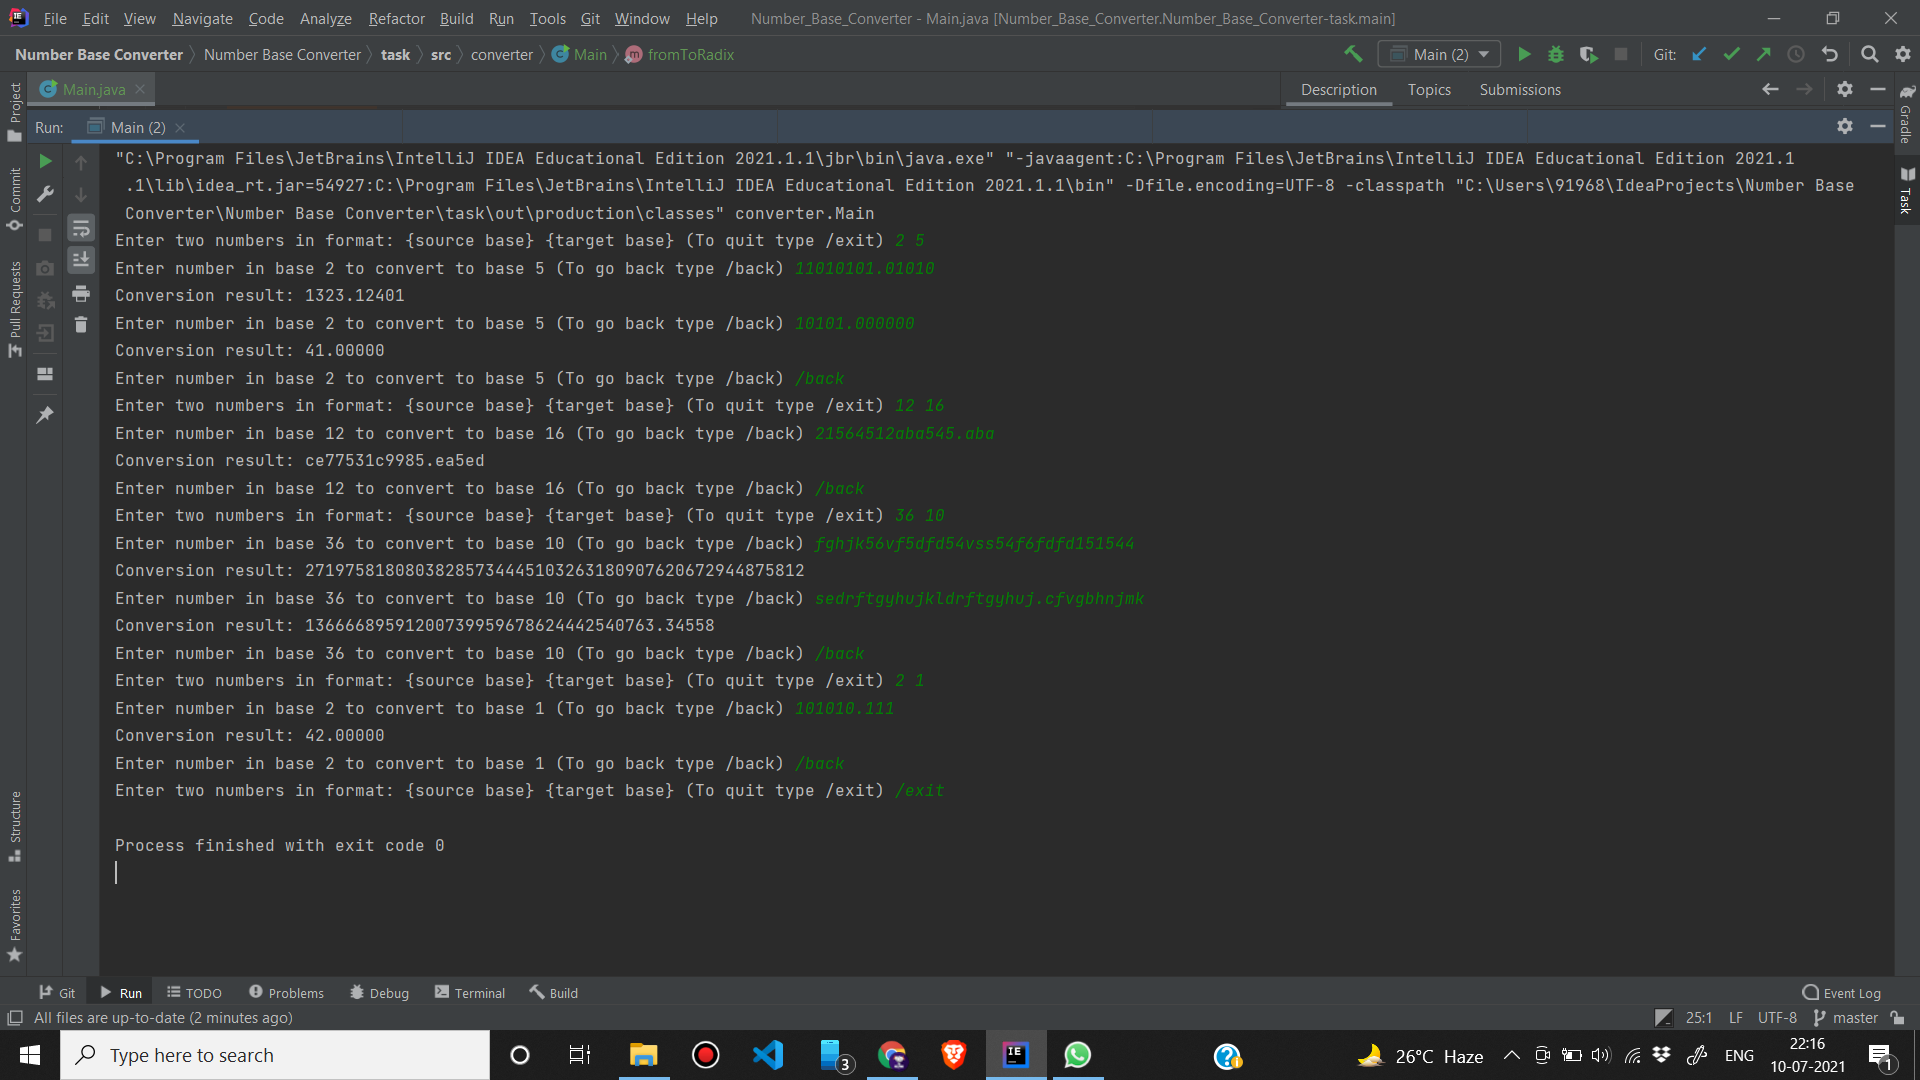 File Edit View Navigate Code Analyze Refactor Build Run Tools Git Window Help Number_Base_Converter - Main.java [Number_Base_Converter.Number_Base_Converter-task.main]
Number Base Converter Number Base Converter task src converter Main fromToRadix Main (2) Git:
Main.java Description Topics Submissions
Run: Main (2)
"C:\Program Files\JetBrains\IntelliJ IDEA Educational Edition 2021.1.1\jbr\bin\java.exe" "-javaagent:C:\Program Files\JetBrains\IntelliJ IDEA Educational Edition 2021.1
.1\lib\idea_rt.jar=54927:C:\Program Files\JetBrains\IntelliJ IDEA Educational Edition 2021.1.1\bin" -Dfile.encoding=UTF-8 -classpath "C:\Users\91968\IdeaProjects\Number Base
Converter\Number Base Converter\task\out\production\classes" converter.Main
Enter two numbers in format: {source base} {target base} (To quit type /exit) 2 5
Enter number in base 2 to convert to base 5 (To go back type /back) 11010101.01010
Conversion result: 1323.12401
Enter number in base 2 to convert to base 5 (To go back type /back) 10101.000000
Conversion result: 41.00000
Enter number in base 2 to convert to base 5 (To go back type /back) /back
Enter two numbers in format: {source base} {target base} (To quit type /exit) 12 16
Enter number in base 12 to convert to base 16 (To go back type /back) 21564512aba545.aba
Conversion result: ce77531c9985.ea5ed
Enter number in base 12 to convert to base 16 (To go back type /back) /back
Enter two numbers in format: {source base} {target base} (To quit type /exit) 36 10
Enter number in base 36 to convert to base 10 (To go back type /back) fghjk56vf5dfd54vss54f6fdfd151544
Conversion result: 27197581808038285734445103263180907620672944875812
Enter number in base 36 to convert to base 10 (To go back type /back) sedrftgyhujkldrftgyhuj.cfvgbhnjmk
Conversion result: 13666689591200739959678624442540763.34558
Enter number in base 36 to convert to base 10 (To go back type /back) /back
Enter two numbers in format: {source base} {target base} (To quit type /exit) 2 1
Enter number in base 2 to convert to base 1 (To go back type /back) 101010.111
Conversion result: 42.00000
Enter number in base 2 to convert to base 1 (To go back type /back) /back
Enter two numbers in format: {source base} {target base} (To quit type /exit) /exit
Process finished with exit code 0
Project
Commit
Pull Requests
Structure
Favorites
Gradle
Task
Git Run TODO Problems Debug Terminal Build Event Log
All files are up-to-date (2 minutes ago) 25:1 LF UTF-8 master
Type here to search 3 IE 26°C Haze ENG 22:16
10-07-2021 1